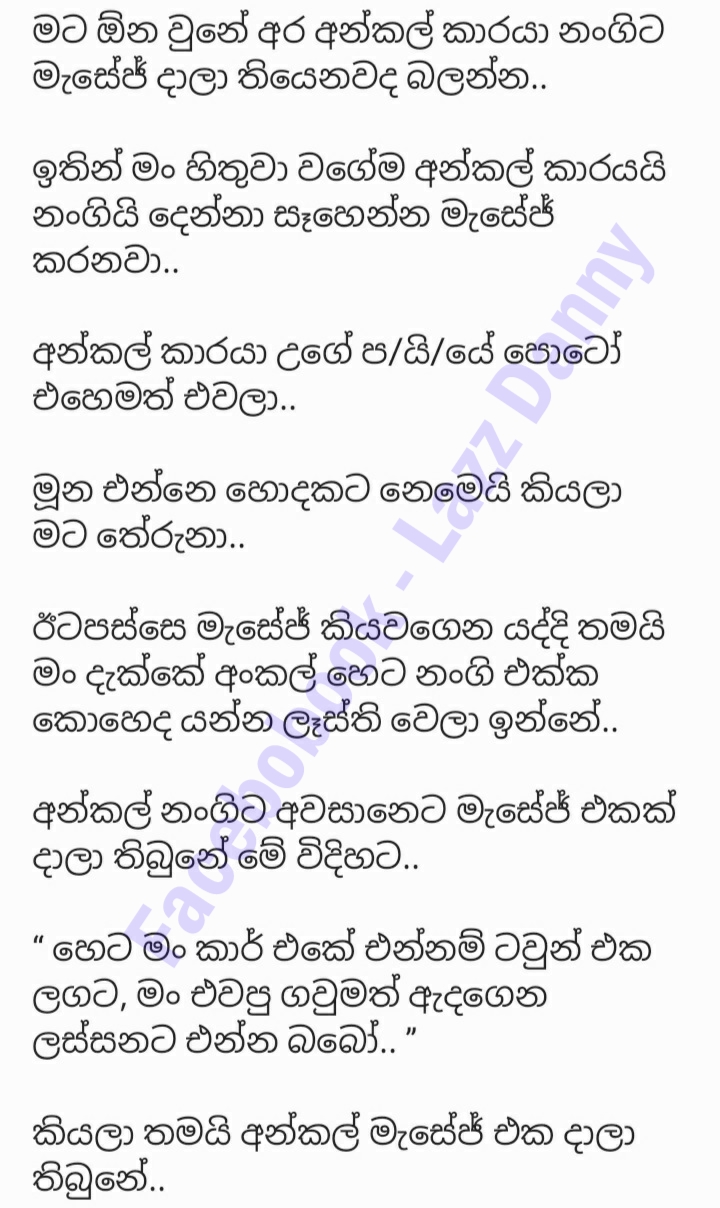 මට ඕන වුනේ අර අන්කල් කාරයා නංගිට
මැසේජ් දාලා තියෙනවද බලන්න..
ඉතින් මං හිතුවා වගේම අන්කල් කාරයයි
නංගියි දෙන්නා සෑහෙන්න මැසේජ්
කරනවා..
අන්කල් කාරයා උගේ ප/යි/යේ පොටෝ
එහෙමත් එවලා..
මූන එන්නෙ හොදකට නෙමෙයි කියලා
මට තේරුනා..
ඊටපස්සෙ මැසේජ් කියවගෙන යද්දි තමයි
මං දැක්කේ අංකල් හෙට නංගි එක්ක
කොහෙද යන්න ලෑස්ති වෙලා ඉන්නේ..
අන්කල් නංගිට අවසානෙට මැසේජ් එකක්
දාලා තිබුනේ මේ විදිහට..
“ හෙට මං කාර් එකේ එන්නම් ටවුන් එක
ලගට, මං එවපු ගවුමත් ඇදගෙන
ලස්සනට එන්න බබෝ.. ”
කියලා තමයි අන්කල් මැසේජ් එක දාලා
තිබුනේ..
Facebobook - Lazz Danny